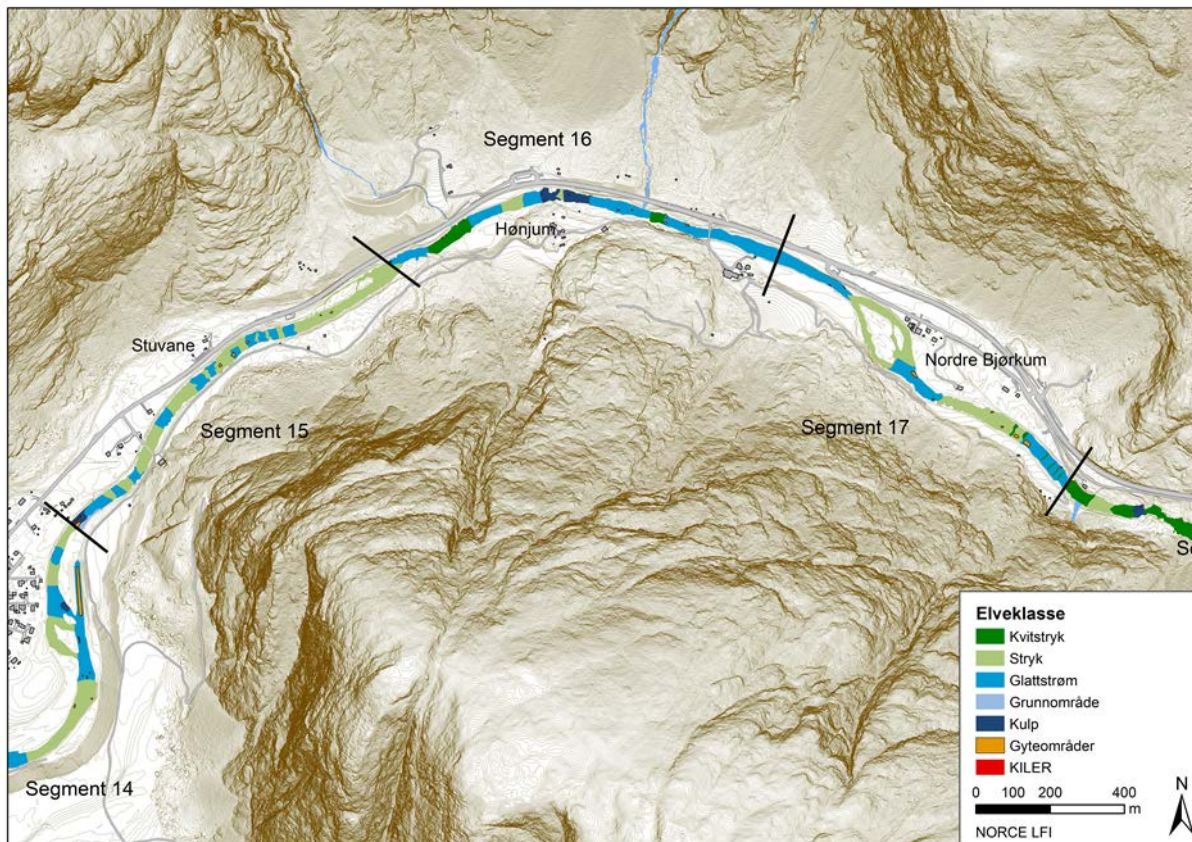 Segment 16
Hønjum
Stuvane
Nordre Bjørkum
Segment 15
Segment 17
Se
Segment 14
Elveklasse
Kvitstryk
Stryk
Glattstrøm
Grunnområde
Kulp
Gyteområder
KILER
N
0 100 200 400
m
NORCE LFI